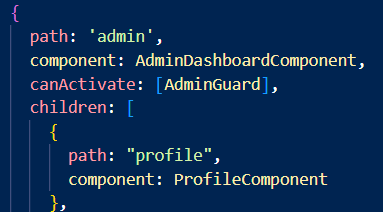 {
  path: 'admin',
  component: AdminDashboardComponent,
  canActivate: [AdminGuard],
  children: [
    {
      path: "profile",
      component: ProfileComponent
    },